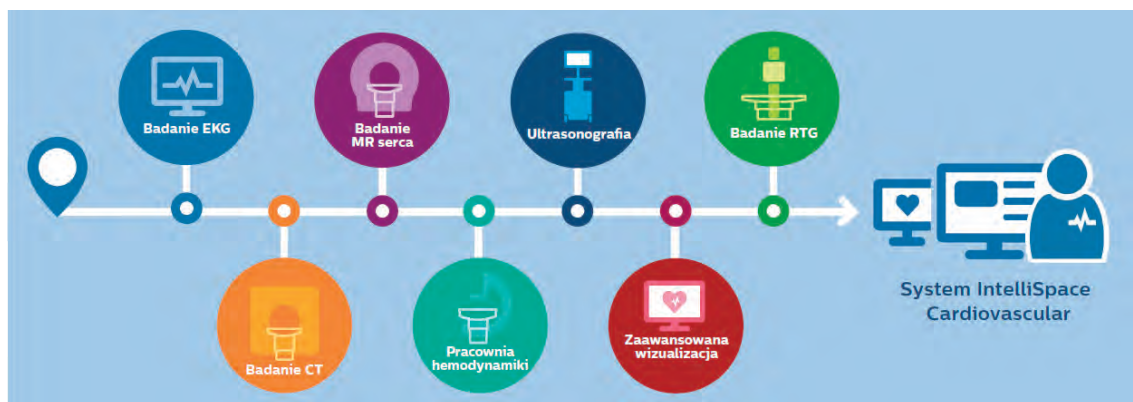 Badanie EKG
Badanie
MR serca
Ultrasonografia
Badanie RTG
System IntelliSpace
Cardiovascular
Badanie CT
Pracownia
hemodynamiki
Zaawansowana
wizualizacja